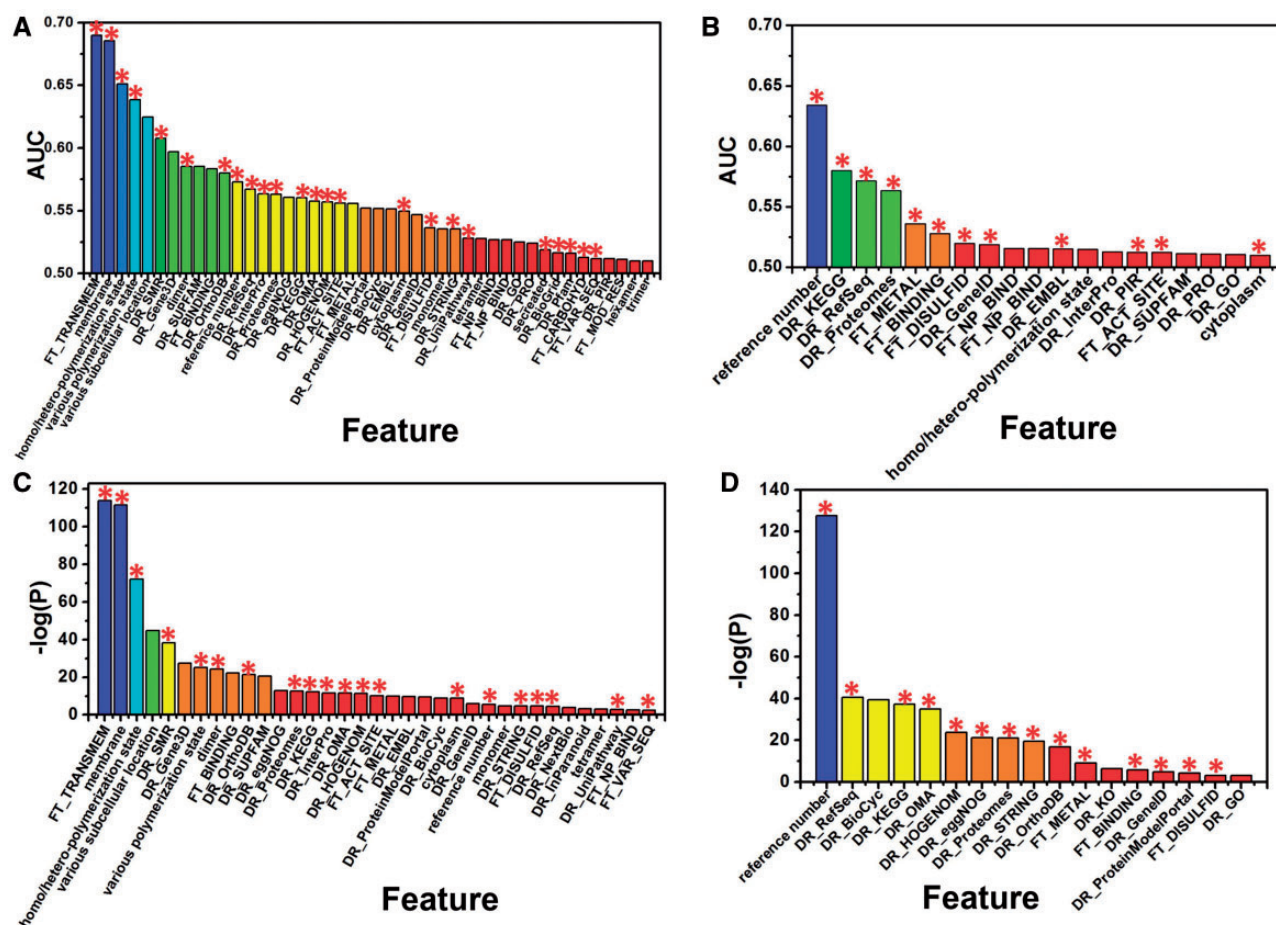 A
AUC
0.70
0.65
0.60
0.55
0.50
FT_TRANSMEM
membrane
homo/hetero-polymerization state
various polymerization state
various subcellular location
DR_SMR
DR_Gene3D
dimer
DR_SUPFAM
FT_BINDING
DR_OrthoDB
reference number
DR_RefSeq
DR_InterPro
DR_Proteomes
DR_eggNOG
DR_KEGG
DR_OMA
DR_HOGENOM
FT_ACT_SITE
FT_METAL
DR_ProteinModelPortal
DR_BioCyc
DR_EMBL
cytoplasm
DR_GeneID
FT_DISULFID
monomer
DR_STRING
DR_UniPathway
tetramer
FT_NP_BIND
FT_NP_BIND
DR_GO
DR_PRO
secreted
DR_Pfam
FT_CARBOHYD
FT_VAR_SEQ
DR_PIR
FT_MOD_RES
hexamer
trimer
Feature
B
AUC
0.70
0.65
0.60
0.55
0.50
reference number
DR_KEGG
DR_RefSeq
DR_Proteomes
FT_METAL
FT_BINDING
FT_DISULFID
DR_GeneID
FT_NP_BIND
FT_NP_BIND
DR_EMBL
homo/hetero-polymerization state
DR_InterPro
DR_PIR
FT_ACT_SITE
DR_SUPFAM
DR_PRO
DR_GO
cytoplasm
Feature
C
-log(P)
120
100
80
60
40
20
0
FT_TRANSMEM
membrane
homo/hetero-polymerization state
various subcellular location
DR_SMR
DR_Gene3D
various polymerization state
dimer
FT_BINDING
DR_OrthoDB
DR_SUPFAM
DR_eggNOG
DR_Proteomes
DR_KEGG
DR_InterPro
DR_OMA
DR_HOGENOM
FT_ACT_SITE
FT_METAL
DR_EMBL
DR_ProteinModelPortal
DR_BioCyc
cytoplasm
DR_GeneID
reference number
monomer
DR_STRING
FT_DISULFID
DR_RefSeq
DR_NextBio
DR_InParanoid
tetramer
DR_UniPathway
FT_NP_BIND
FT_VAR_SEQ
Feature
D
-log(P)
140
120
100
80
60
40
20
0
reference number
DR_RefSeq
DR_BioCyc
DR_KEGG
DR_OMA
DR_HOGENOM
DR_eggNOG
DR_Proteomes
DR_STRING
DR_OrthoDB
FT_METAL
DR_KO
FT_BINDING
DR_GeneID
DR_ProteinModelPortal
FT_DISULFID
DR_GO
Feature